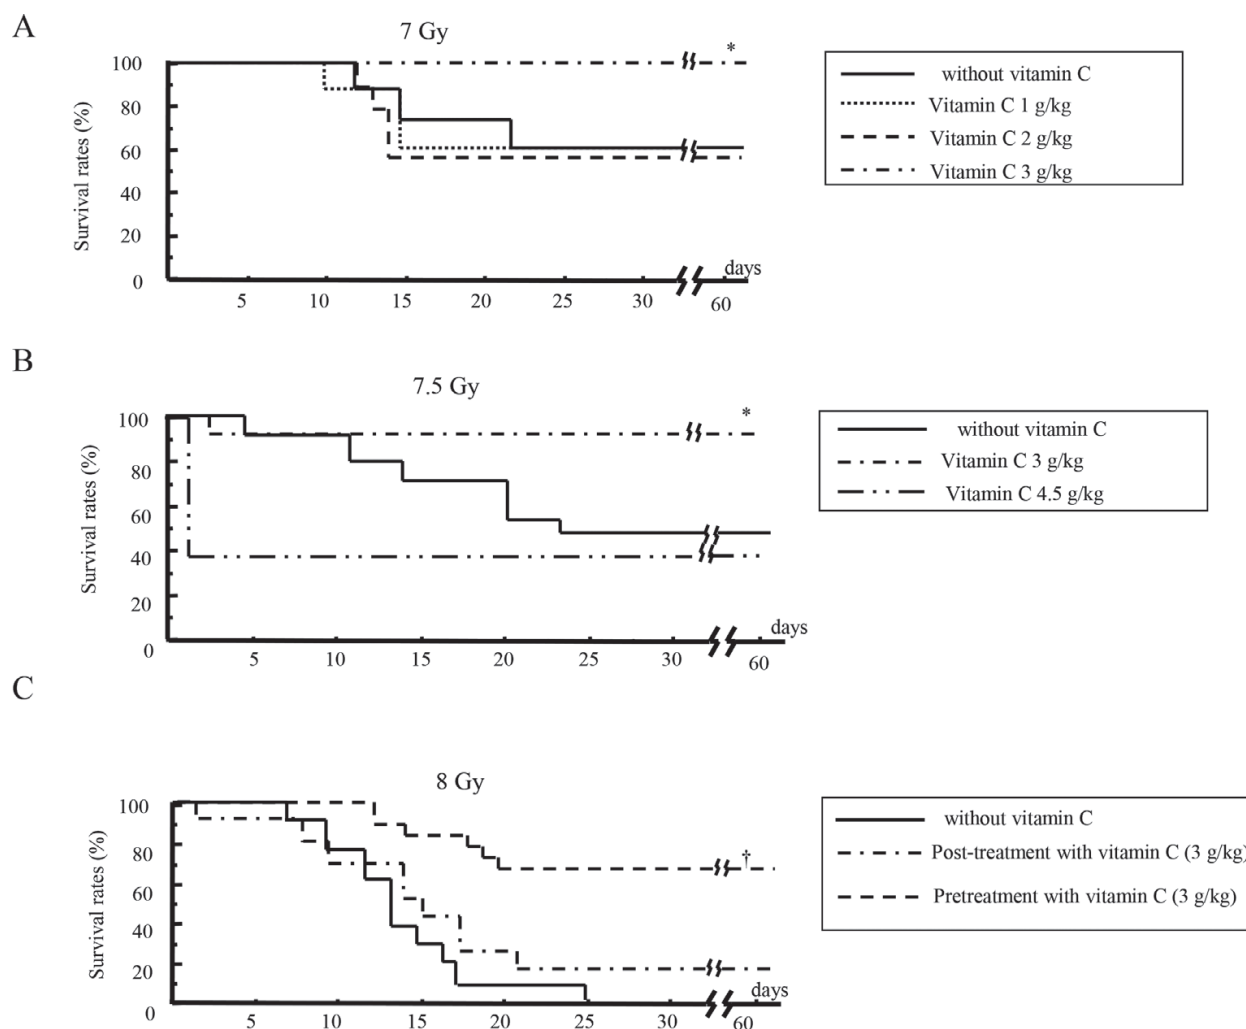 A
7 Gy
*
Survival rates (%)
100
80
60
40
20
0
5
10
15
20
25
30
60
days
without vitamin C
Vitamin C 1 g/kg
Vitamin C 2 g/kg
Vitamin C 3 g/kg
B
7.5 Gy
*
Survival rates (%)
100
80
60
40
20
0
5
10
15
20
25
30
60
days
without vitamin C
Vitamin C 3 g/kg
Vitamin C 4.5 g/kg
C
8 Gy
†
Survival rates (%)
100
80
60
40
20
0
5
10
15
20
25
30
60
days
without vitamin C
Post-treatment with vitamin C (3 g/kg)
Pretreatment with vitamin C (3 g/kg)